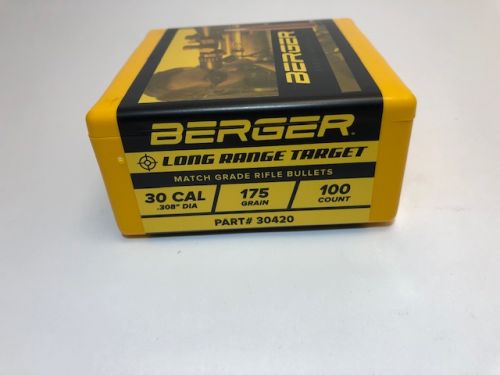 BERGER
BERGER®
LONG RANGE TARGET
MATCH GRADE RIFLE BULLETS
30 CAL 175 100
.308" DIA GRAIN COUNT
PART# 30420